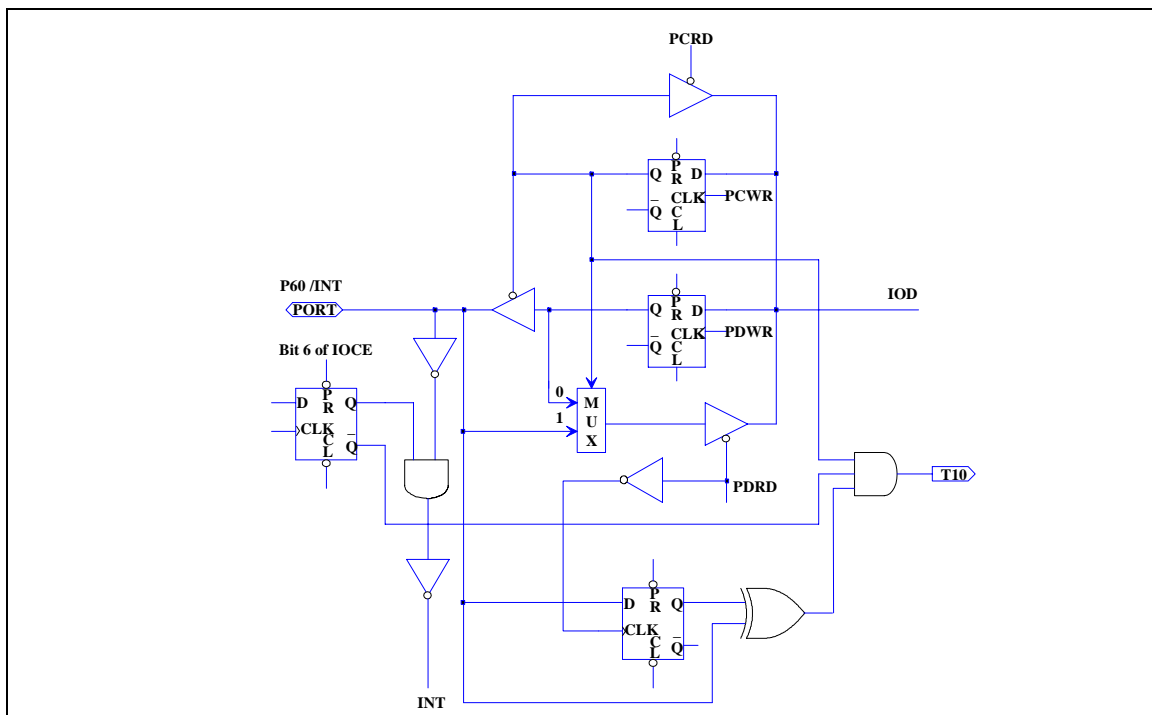 PCRD
P
Q R D
CLK PCWR
Q̅ C
L
P60 /INT
PORT
P
Q R D
CLK PDWR
Q̅ C
L
IOD
Bit 6 of IOCE
P
D R Q
CLK
C Q̅
L
0
1
M
U
X
PDRD
T10
P
D R Q
CLK
C Q̅
L
INT